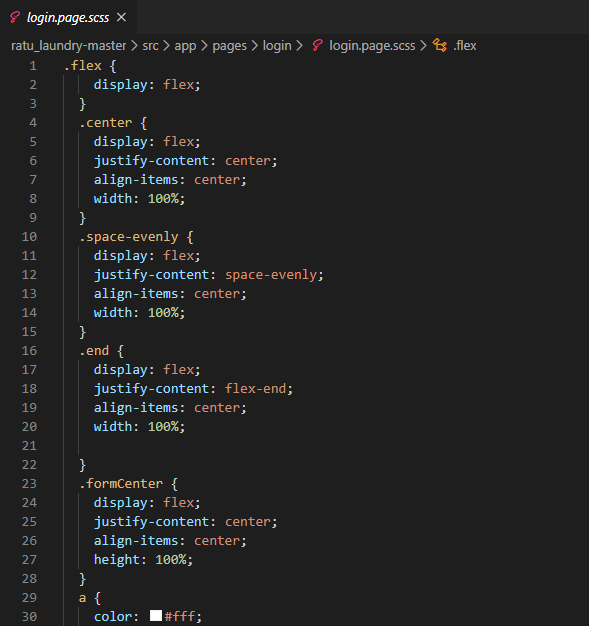 login.page.scss ×
ratu_laundry-master > src > app > pages > login > login.page.scss > .flex
1 .flex {
2 display: flex;
3 }
4 .center {
5 display: flex;
6 justify-content: center;
7 align-items: center;
8 width: 100%;
9 }
10 .space-evenly {
11 display: flex;
12 justify-content: space-evenly;
13 align-items: center;
14 width: 100%;
15 }
16 .end {
17 display: flex;
18 justify-content: flex-end;
19 align-items: center;
20 width: 100%;
21
22 }
23 .formCenter {
24 display: flex;
25 justify-content: center;
26 align-items: center;
27 height: 100%;
28 }
29 a {
30 color: #fff;